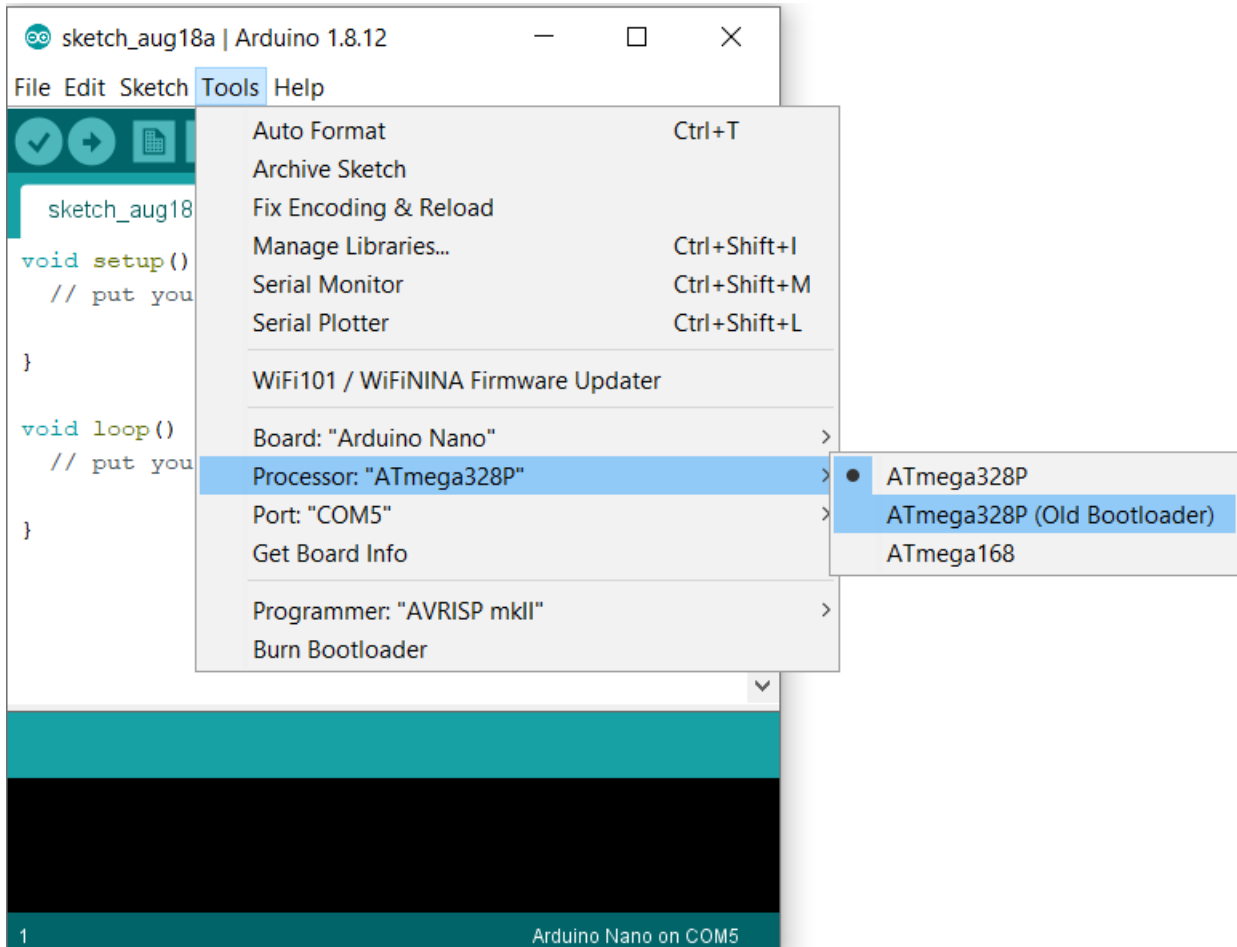 sketch_aug18a | Arduino 1.8.12
File Edit Sketch Tools Help
Auto Format Ctrl+T
Archive Sketch
sketch_aug18 Fix Encoding & Reload
void setup() Manage Libraries... Ctrl+Shift+I
// put you Serial Monitor Ctrl+Shift+M
Serial Plotter Ctrl+Shift+L
}
WiFi101 / WiFiNINA Firmware Updater
void loop() Board: "Arduino Nano"
// put you Processor: "ATmega328P" ATmega328P
Port: "COM5" ATmega328P (Old Bootloader)
}
Get Board Info ATmega168
Programmer: "AVRISP mkII"
Burn Bootloader
1 Arduino Nano on COM5